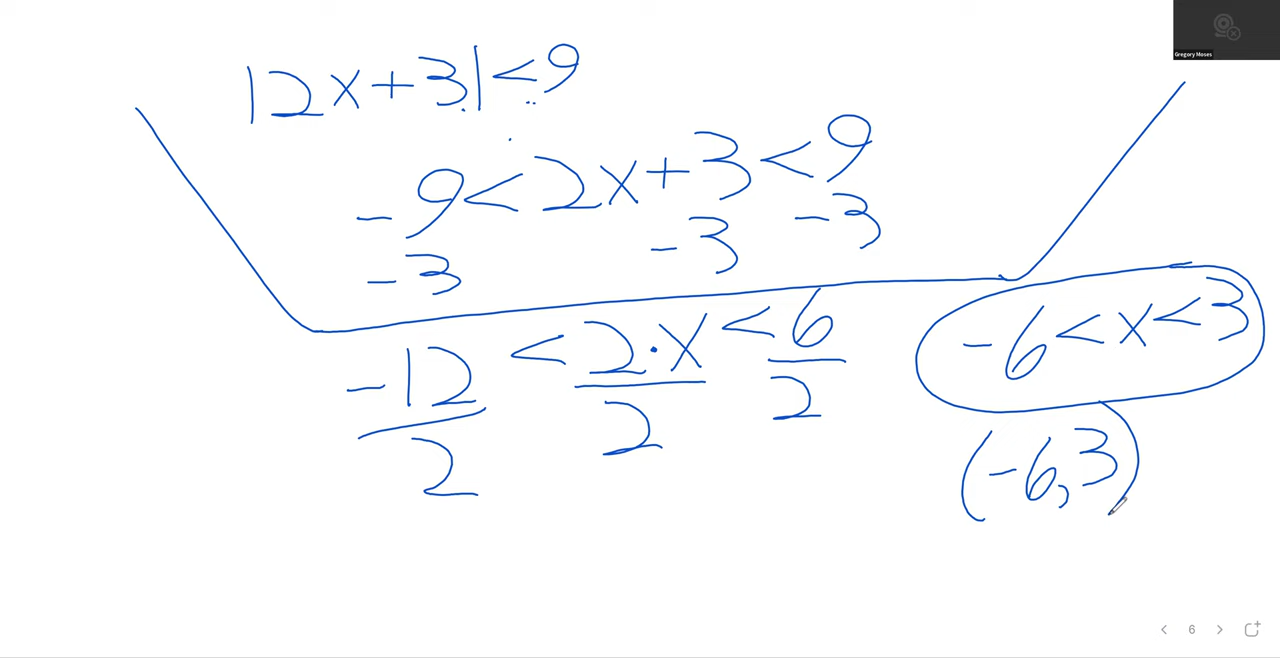 Gregory Moses
|2x+3|<9
-9<2x+3<9
-3 -3 -3
-12/2 < 2·x/2 < 6/2
-6<x<3
(-6,3)
6